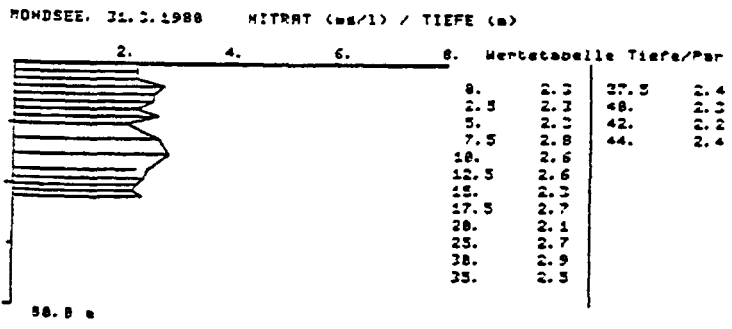 MONDSEE, 31.3.1988 NITRAT (mg/l) / TIEFE (m)
2. 4. 6. 8. Wertetabelle Tiefe/Par
0. 2.3 37.5 2.4
2.5 2.3 40. 2.3
5. 2.3 42. 2.2
7.5 2.8 44. 2.4
10. 2.6
12.5 2.6
15. 2.3
17.5 2.7
20. 2.1
25. 2.7
30. 2.9
35. 2.5
m